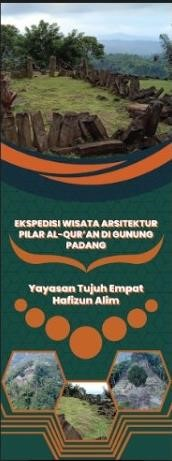 EKSPEDISI WISATA ARSITEKTUR
PILAR AL-QUR'AN DI GUNUNG
PADANG
Yayasan Tujuh Empat
Hafizun Alim